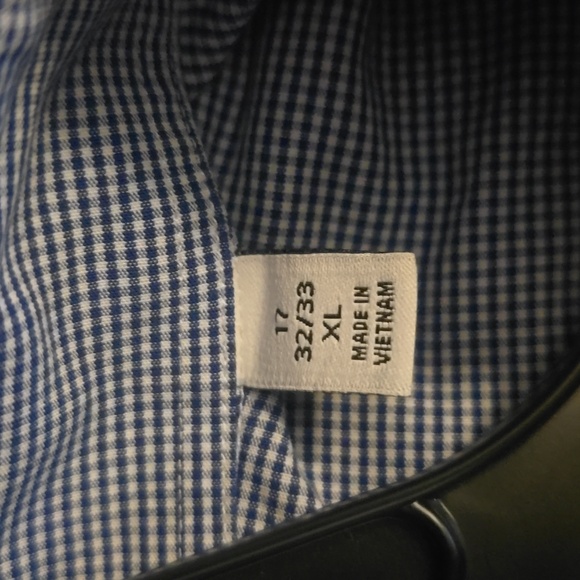 17
32/33
XL
MADE IN
VIETNAM